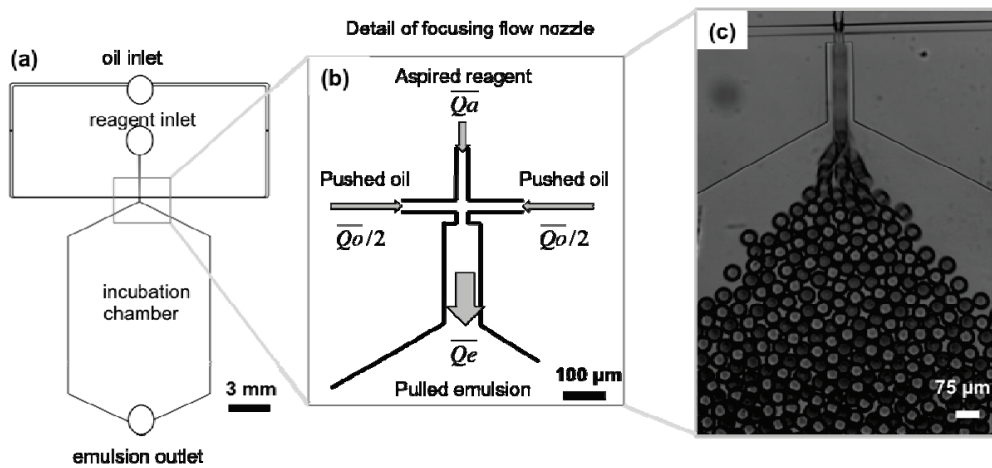 Detail of focusing flow nozzle
(a)
oil inlet
reagent inlet
incubation
chamber
3 mm
emulsion outlet
(b)
Aspired reagent
Qa
Pushed oil
Pushed oil
Qo/2
Qo/2
Qe
Pulled emulsion
100 µm
(c)
75 µm